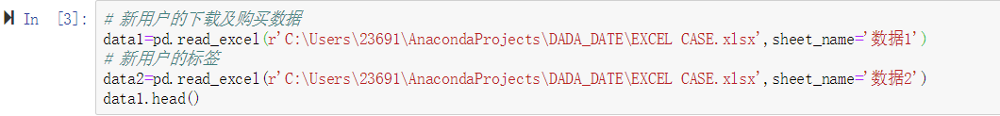 In [3]:
# 新用户的下载及购买数据
data1=pd.read_excel(r'C:\Users\23691\AnacondaProjects\DADA_DATE\EXCEL CASE.xlsx',sheet_name='数据1')
# 新用户的标签
data2=pd.read_excel(r'C:\Users\23691\AnacondaProjects\DADA_DATE\EXCEL CASE.xlsx',sheet_name='数据2')
data1.head()